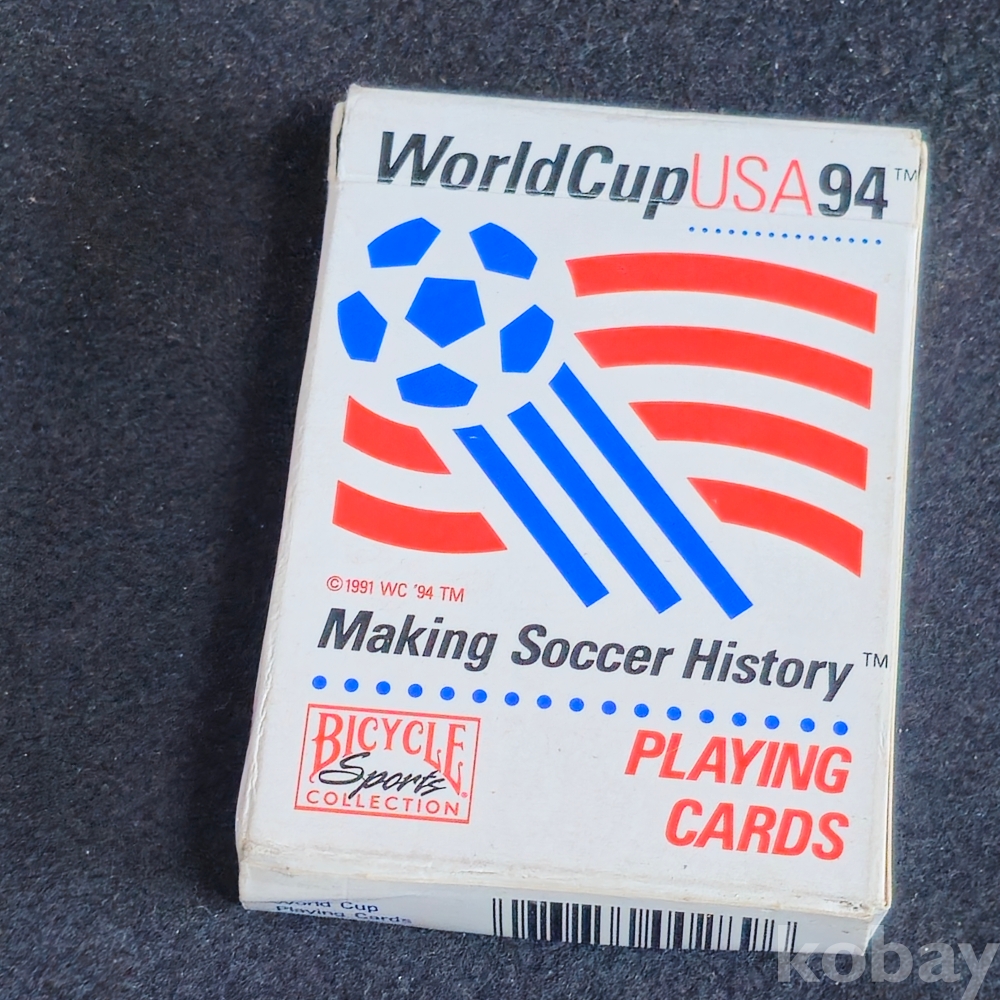 WorldCupUSA94™
©1991 WC '94 TM
Making Soccer History™
BICYCLE®
Sports
COLLECTION
PLAYING
CARDS
World Cup
Playing Cards
kobay